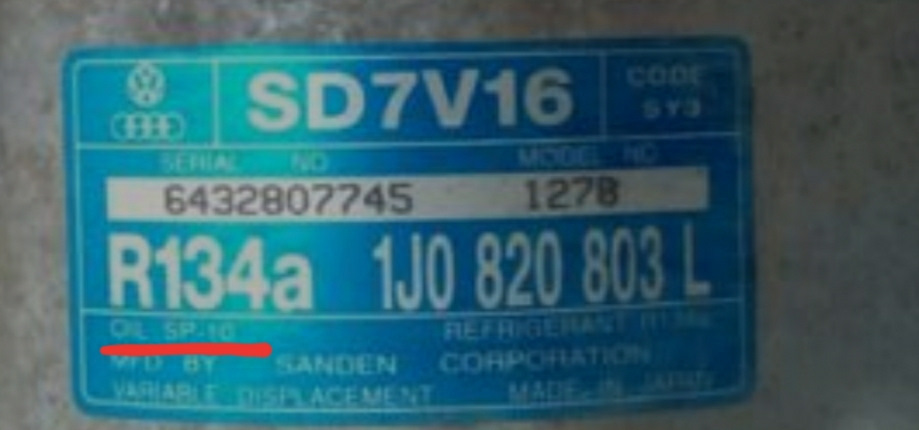 SD7V16
CODE
5Y3
SERIAL NO MODEL NO
6432807745 1278
R134a 1J0 820 803 L
OIL SP-10 REFRIGERANT R134a
MFD BY SANDEN CORPORATION
VARIABLE DISPLACEMENT MADE IN JAPAN